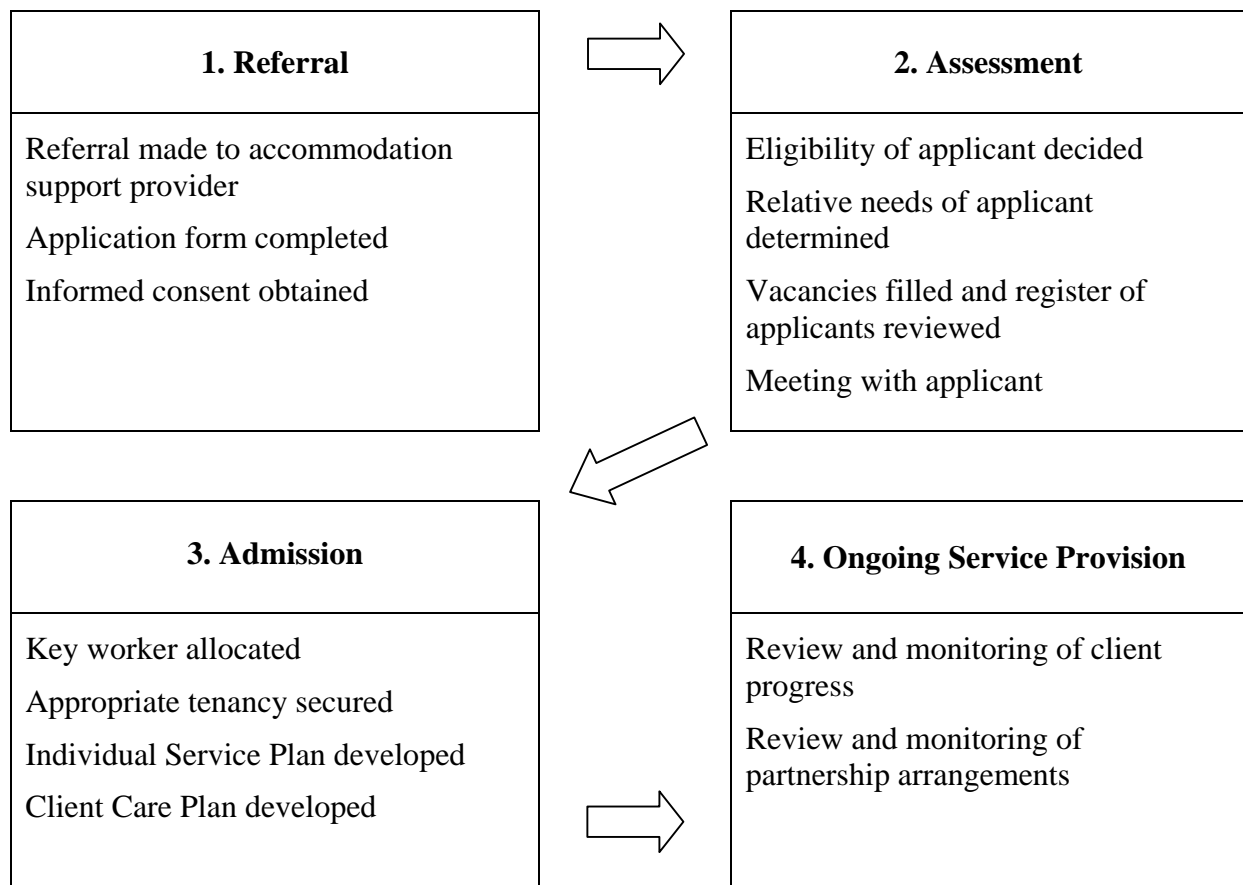 1. Referral
Referral made to accommodation
support provider
Application form completed
Informed consent obtained
2. Assessment
Eligibility of applicant decided
Relative needs of applicant
determined
Vacancies filled and register of
applicants reviewed
Meeting with applicant
3. Admission
Key worker allocated
Appropriate tenancy secured
Individual Service Plan developed
Client Care Plan developed
4. Ongoing Service Provision
Review and monitoring of client
progress
Review and monitoring of
partnership arrangements